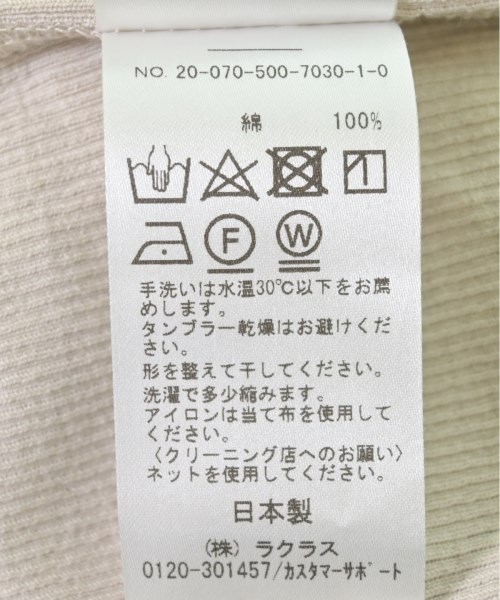 NO. 20-070-500-7030-1-0
綿 100%
F W
手洗いは水温30℃以下をお薦
めします。
タンブラー乾燥はお避けくだ
さい。
形を整えて干してください。
洗濯で多少縮みます。
アイロンは当て布を使用して
ください。
〈クリーニング店へのお願い〉
ネットを使用してください。
日本製
(株) ラクラス
0120-301457/カスタマーサポート